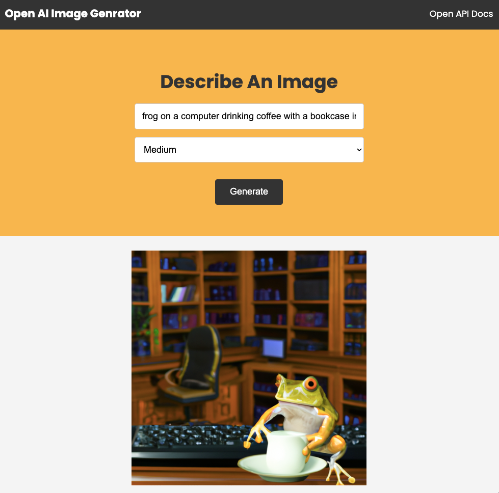 Open AI Image Genrator
Open API Docs
Describe An Image
frog on a computer drinking coffee with a bookcase i
Medium
Generate